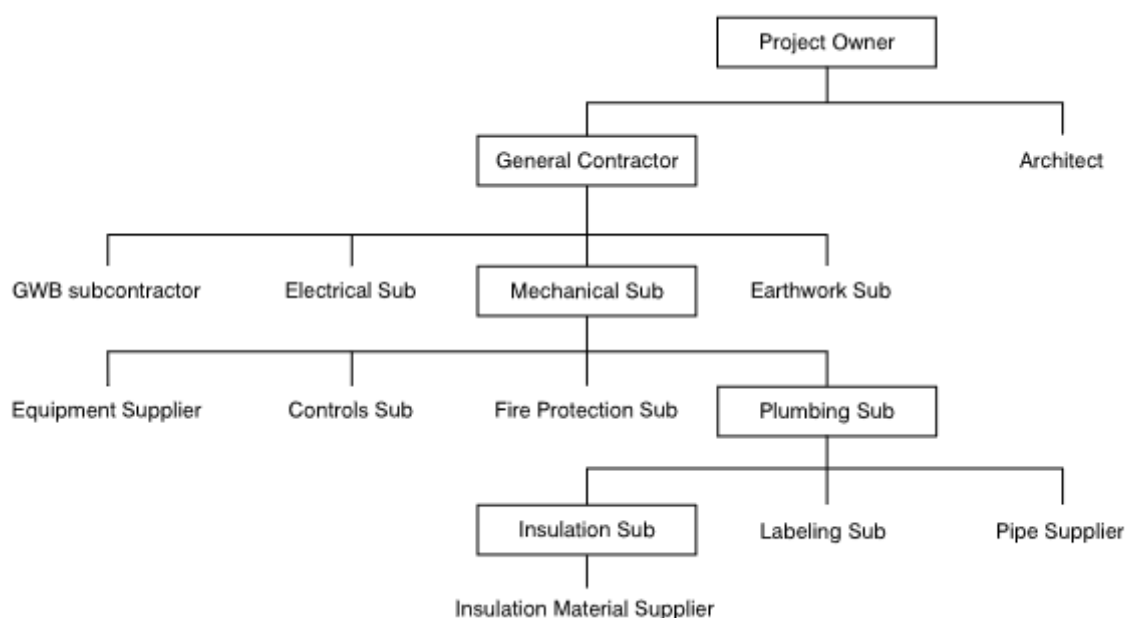 Project Owner
General Contractor
Architect
GWB subcontractor
Electrical Sub
Mechanical Sub
Earthwork Sub
Equipment Supplier
Controls Sub
Fire Protection Sub
Plumbing Sub
Insulation Sub
Labeling Sub
Pipe Supplier
Insulation Material Supplier